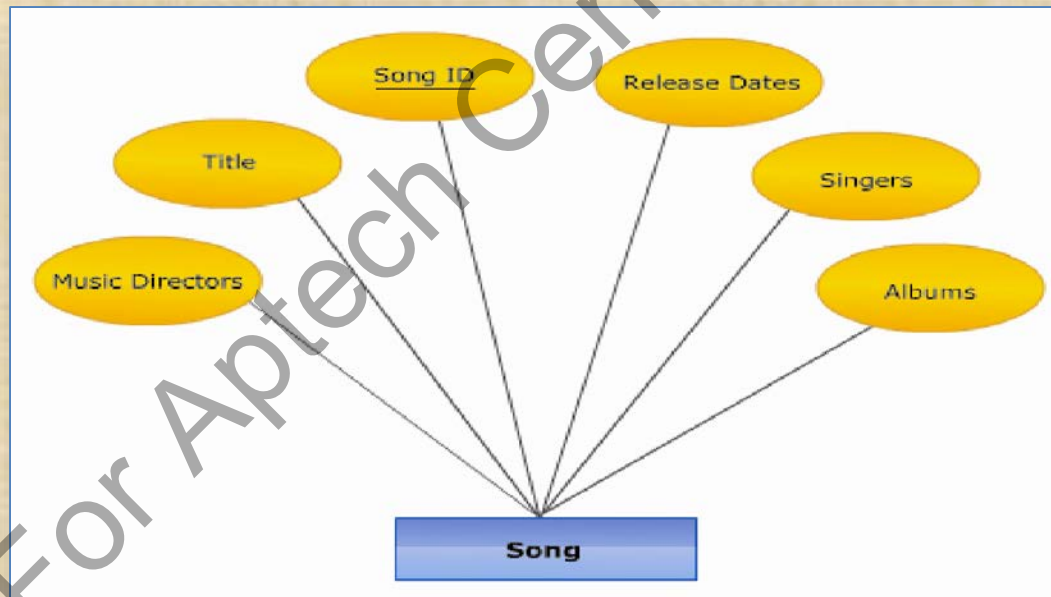 Song ID
Release Dates
Title
Singers
Music Directors
Albums
Song
For Aptech Cen